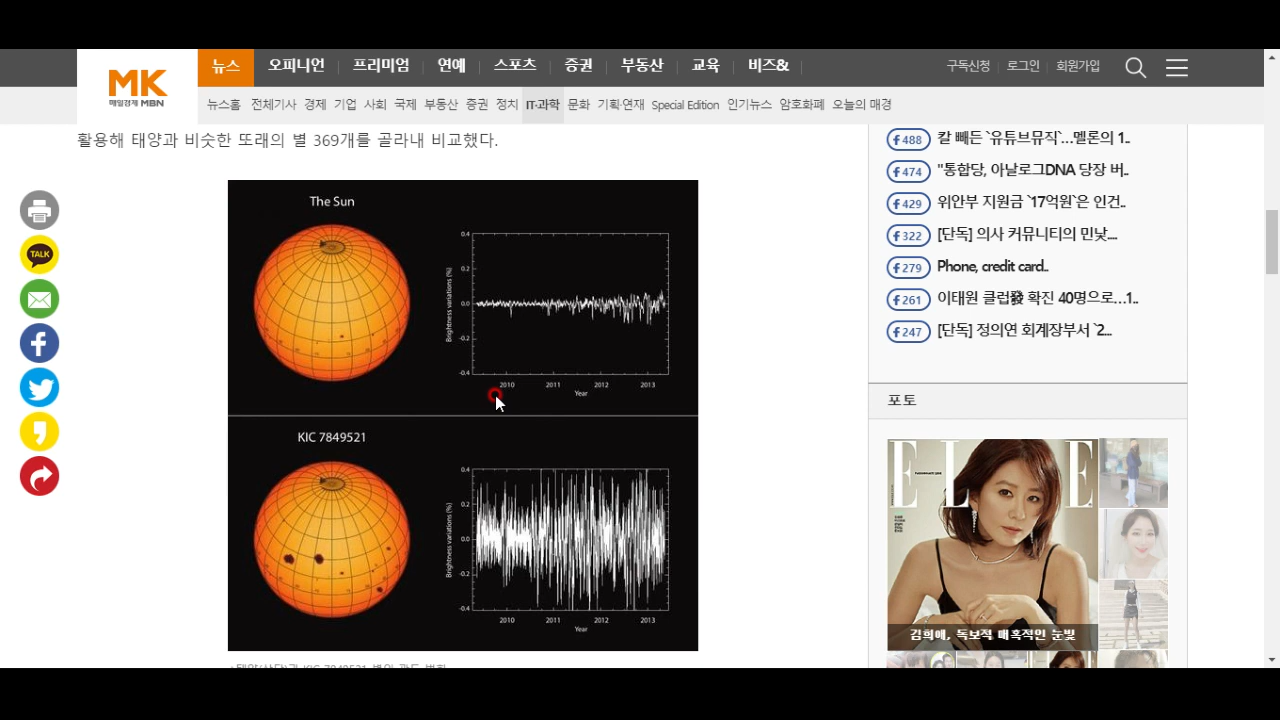 MK
매일경제 MBN
뉴스 오피니언 프리미엄 연예 스포츠 증권 부동산 교육 비즈&
구독신청 로그인 회원가입
뉴스홈 전체기사 경제 기업 사회 국제 부동산 증권 정치 IT·과학 문화 기획·연재 Special Edition 인기뉴스 암호화폐 오늘의 매경
활용해 태양과 비슷한 또래의 별 369개를 골라내 비교했다.
TALK
The Sun
Brightness variations (%)
0.4
0.2
0.0
-0.2
-0.4
2010 2011 2012 2013
Year
KIC 7849521
Brightness variations (%)
0.4
0.2
0.0
-0.2
-0.4
2010 2011 2012 2013
Year
f 488 칼 빼든 `유튜브뮤직`…멜론의 1..
f 474 "통합당, 아날로그DNA 당장 버..
f 429 위안부 지원금 `17억원`은 인건..
f 322 [단독] 의사 커뮤니티의 민낯,...
f 279 Phone, credit card..
f 261 이태원 클럽發 확진 40명으로…1..
f 247 [단독] 정의연 회계장부서 `2...
포토
ELLE
김희애, 독보적 매혹적인 눈빛